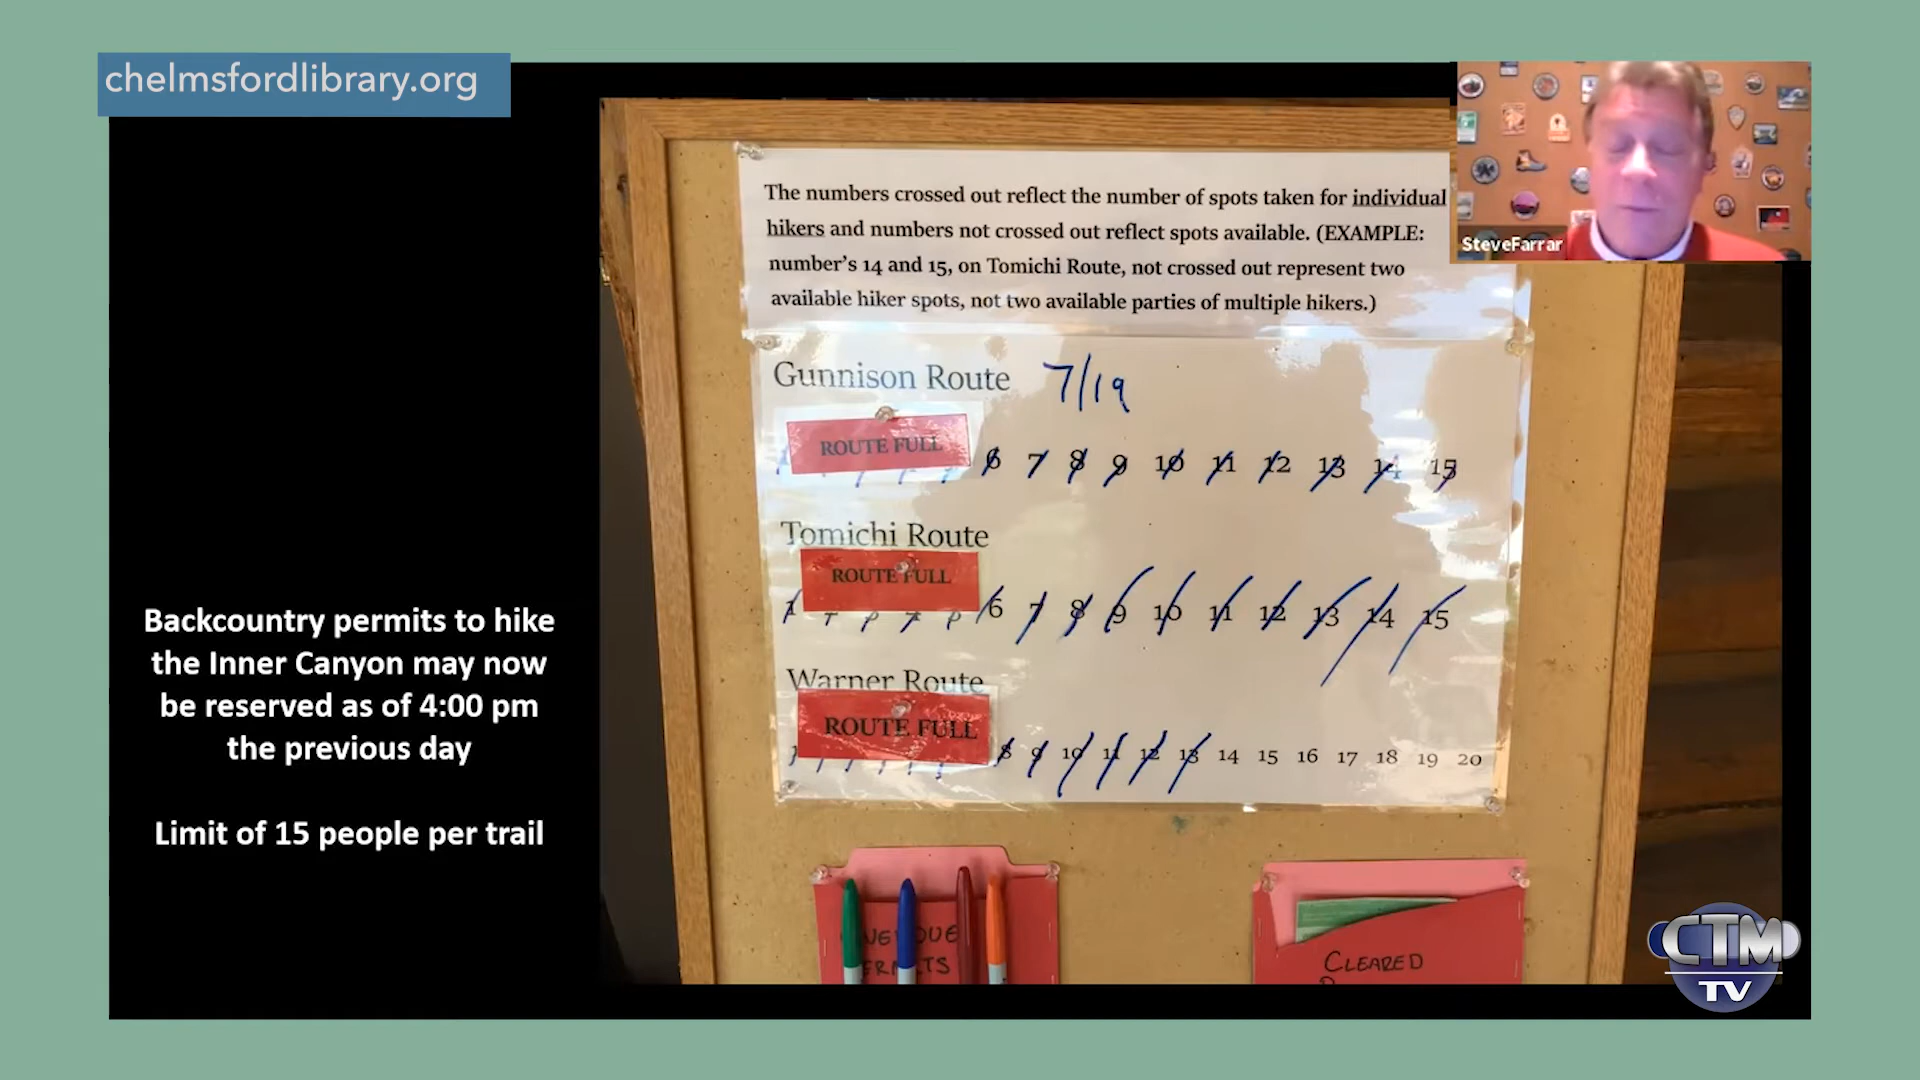 chelmsfordlibrary.org
SteveFarrar
The numbers crossed out reflect the number of spots taken for individual
hikers and numbers not crossed out reflect spots available. (EXAMPLE:
number's 14 and 15, on Tomichi Route, not crossed out represent two
available hiker spots, not two available parties of multiple hikers.)
Gunnison Route 7/19
ROUTE FULL
6 7 8 9 10 11 12 13 14 15
Tomichi Route
ROUTE FULL
1 6 7 8 9 10 11 12 13 14 15
Warner Route
ROUTE FULL
8 9 10 11 12 13 14 15 16 17 18 19 20
Backcountry permits to hike
the Inner Canyon may now
be reserved as of 4:00 pm
the previous day
Limit of 15 people per trail
CLEARED
CTM
TV